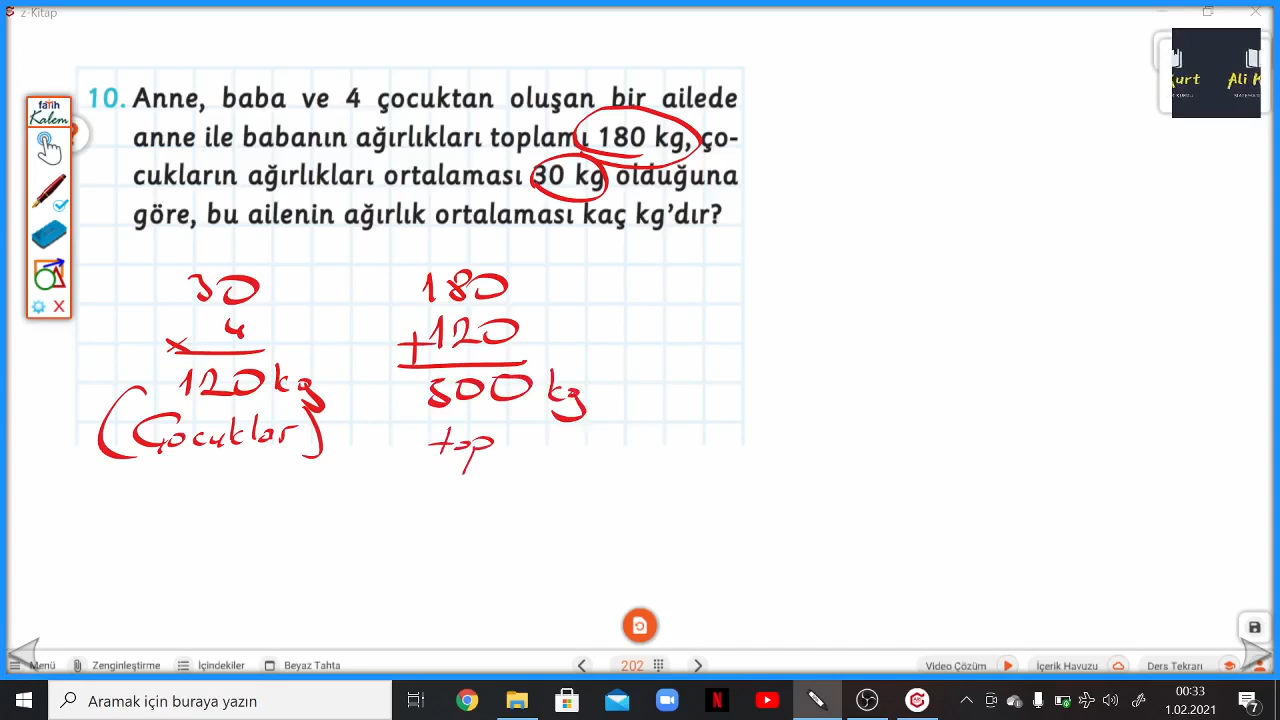 z-Kitap
Kurt
Ali K
fatih
Kalem
10. Anne, baba ve 4 çocuktan oluşan bir ailede
anne ile babanın ağırlıkları toplamı 180 kg, ço-
cukların ağırlıkları ortalaması 30 kg olduğuna
göre, bu ailenin ağırlık ortalaması kaç kg'dır?
30
x 4
120 kg
(Çocuklar)
180
+120
300 kg
top
Menü
Zenginleştirme
İçindekiler
Beyaz Tahta
202
Video Çözüm
İçerik Havuzu
Ders Tekrarı
Aramak için buraya yazın
00:33
1.02.2021
7